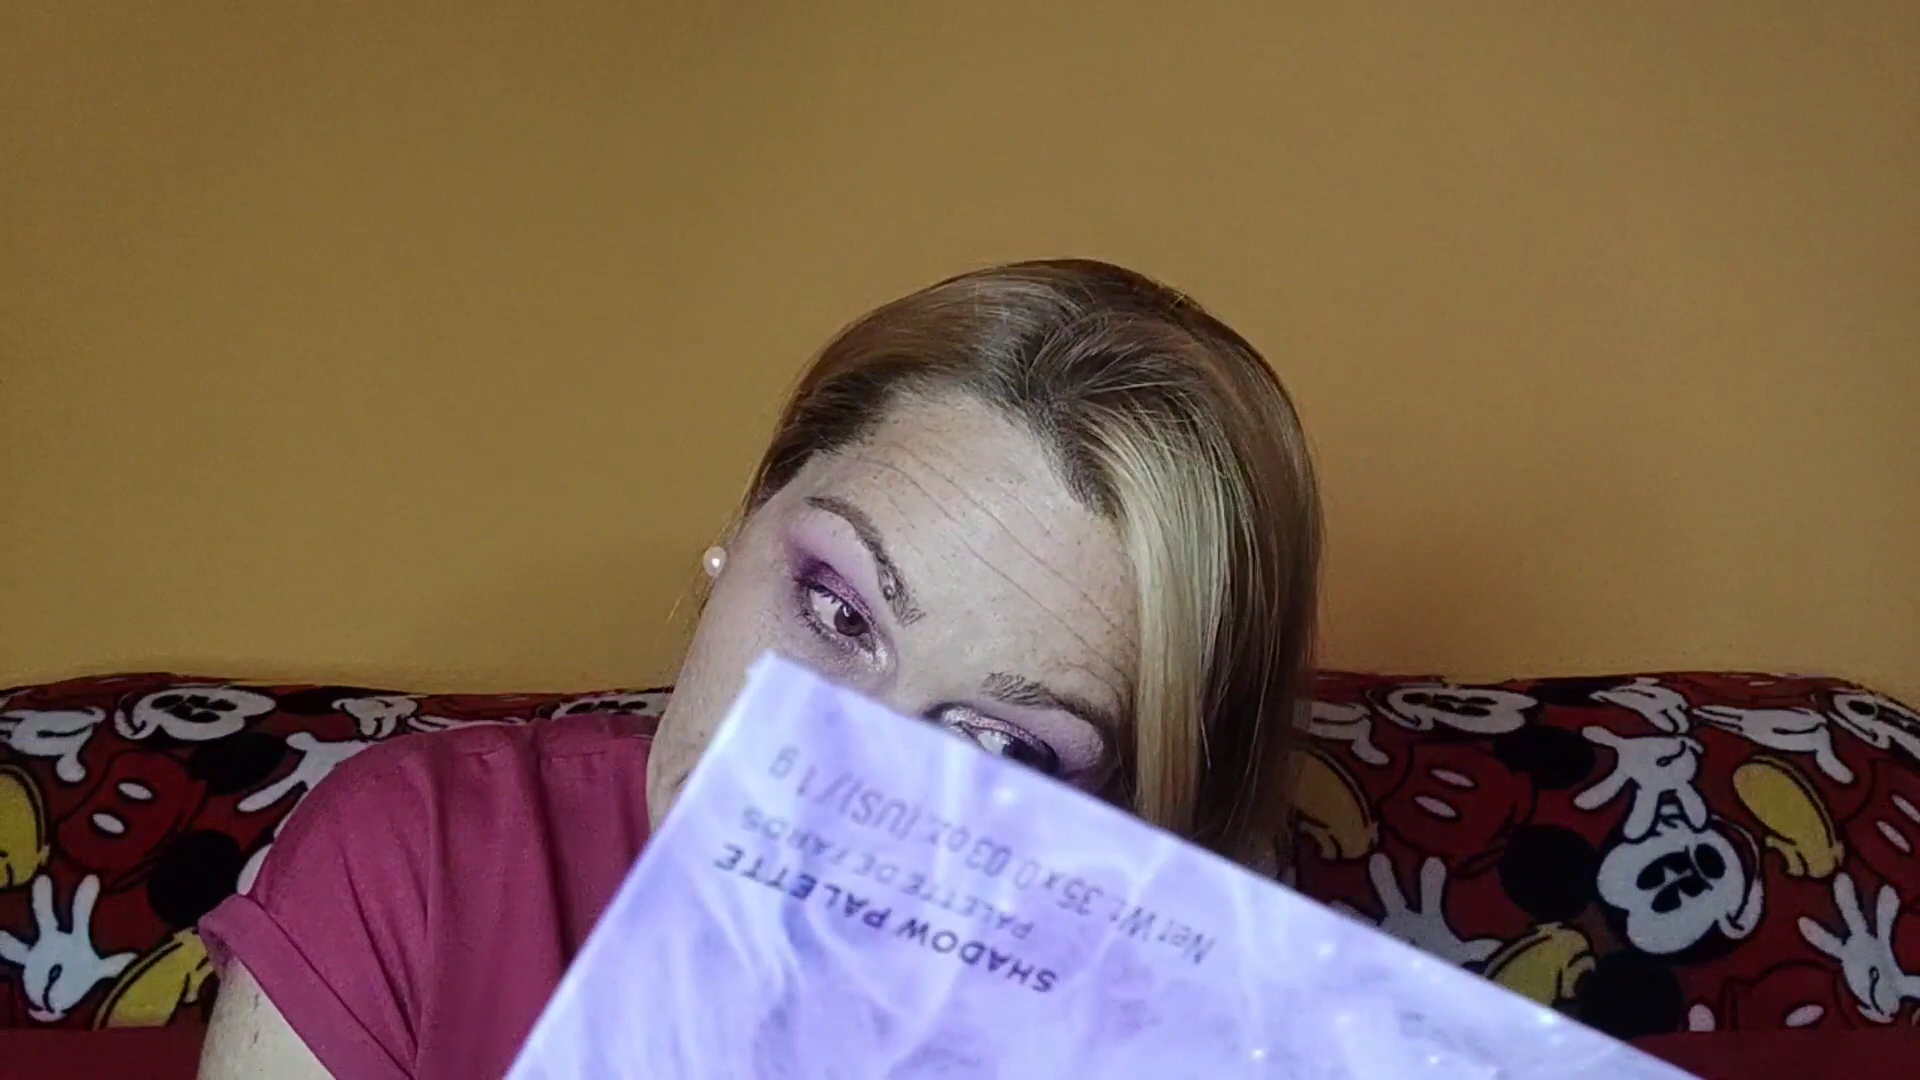 SHADOW PALETTE
PALETTE DE FARDS
Net Wt. 35 x 0.03 oz. (US) / 1 g